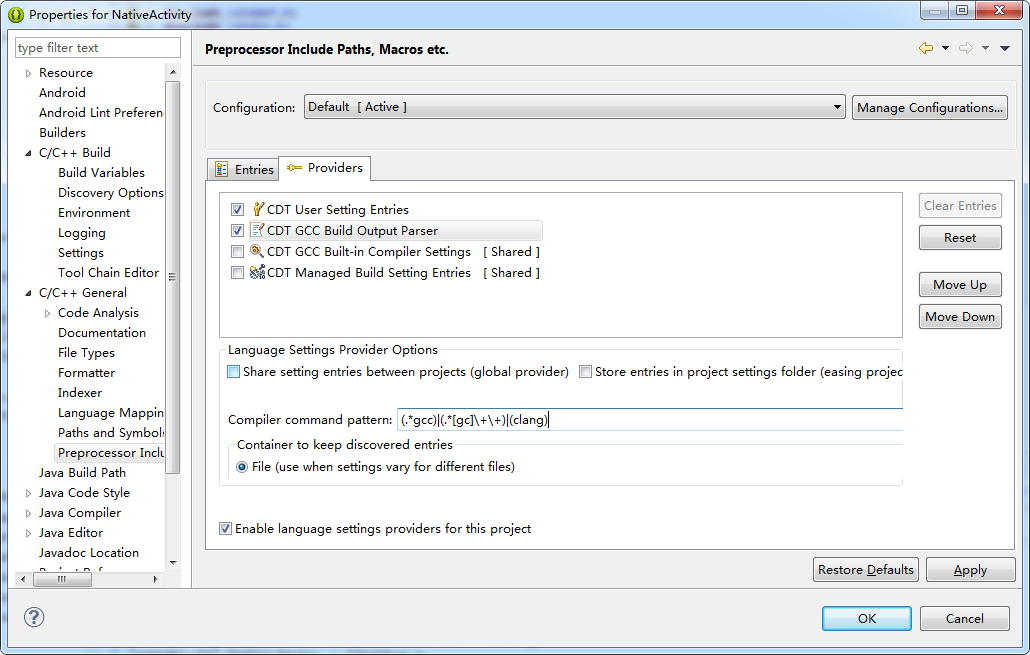 Properties for NativeActivity
type filter text
Preprocessor Include Paths, Macros etc.
Resource
Android
Android Lint Preferen
Builders
C/C++ Build
Build Variables
Discovery Options
Environment
Logging
Settings
Tool Chain Editor
C/C++ General
Code Analysis
Documentation
File Types
Formatter
Indexer
Language Mappin
Paths and Symbols
Preprocessor Inclu
Java Build Path
Java Code Style
Java Compiler
Java Editor
Javadoc Location
Configuration:
Default [ Active ]
Manage Configurations...
Entries
Providers
CDT User Setting Entries
CDT GCC Build Output Parser
CDT GCC Built-in Compiler Settings [ Shared ]
CDT Managed Build Setting Entries [ Shared ]
Clear Entries
Reset
Move Up
Move Down
Language Settings Provider Options
Share setting entries between projects (global provider)
Store entries in project settings folder (easing projec
Compiler command pattern:
(.*gcc)|(.*[gc]\+\+)|(clang)
Container to keep discovered entries
File (use when settings vary for different files)
Enable language settings providers for this project
Restore Defaults
Apply
?
OK
Cancel